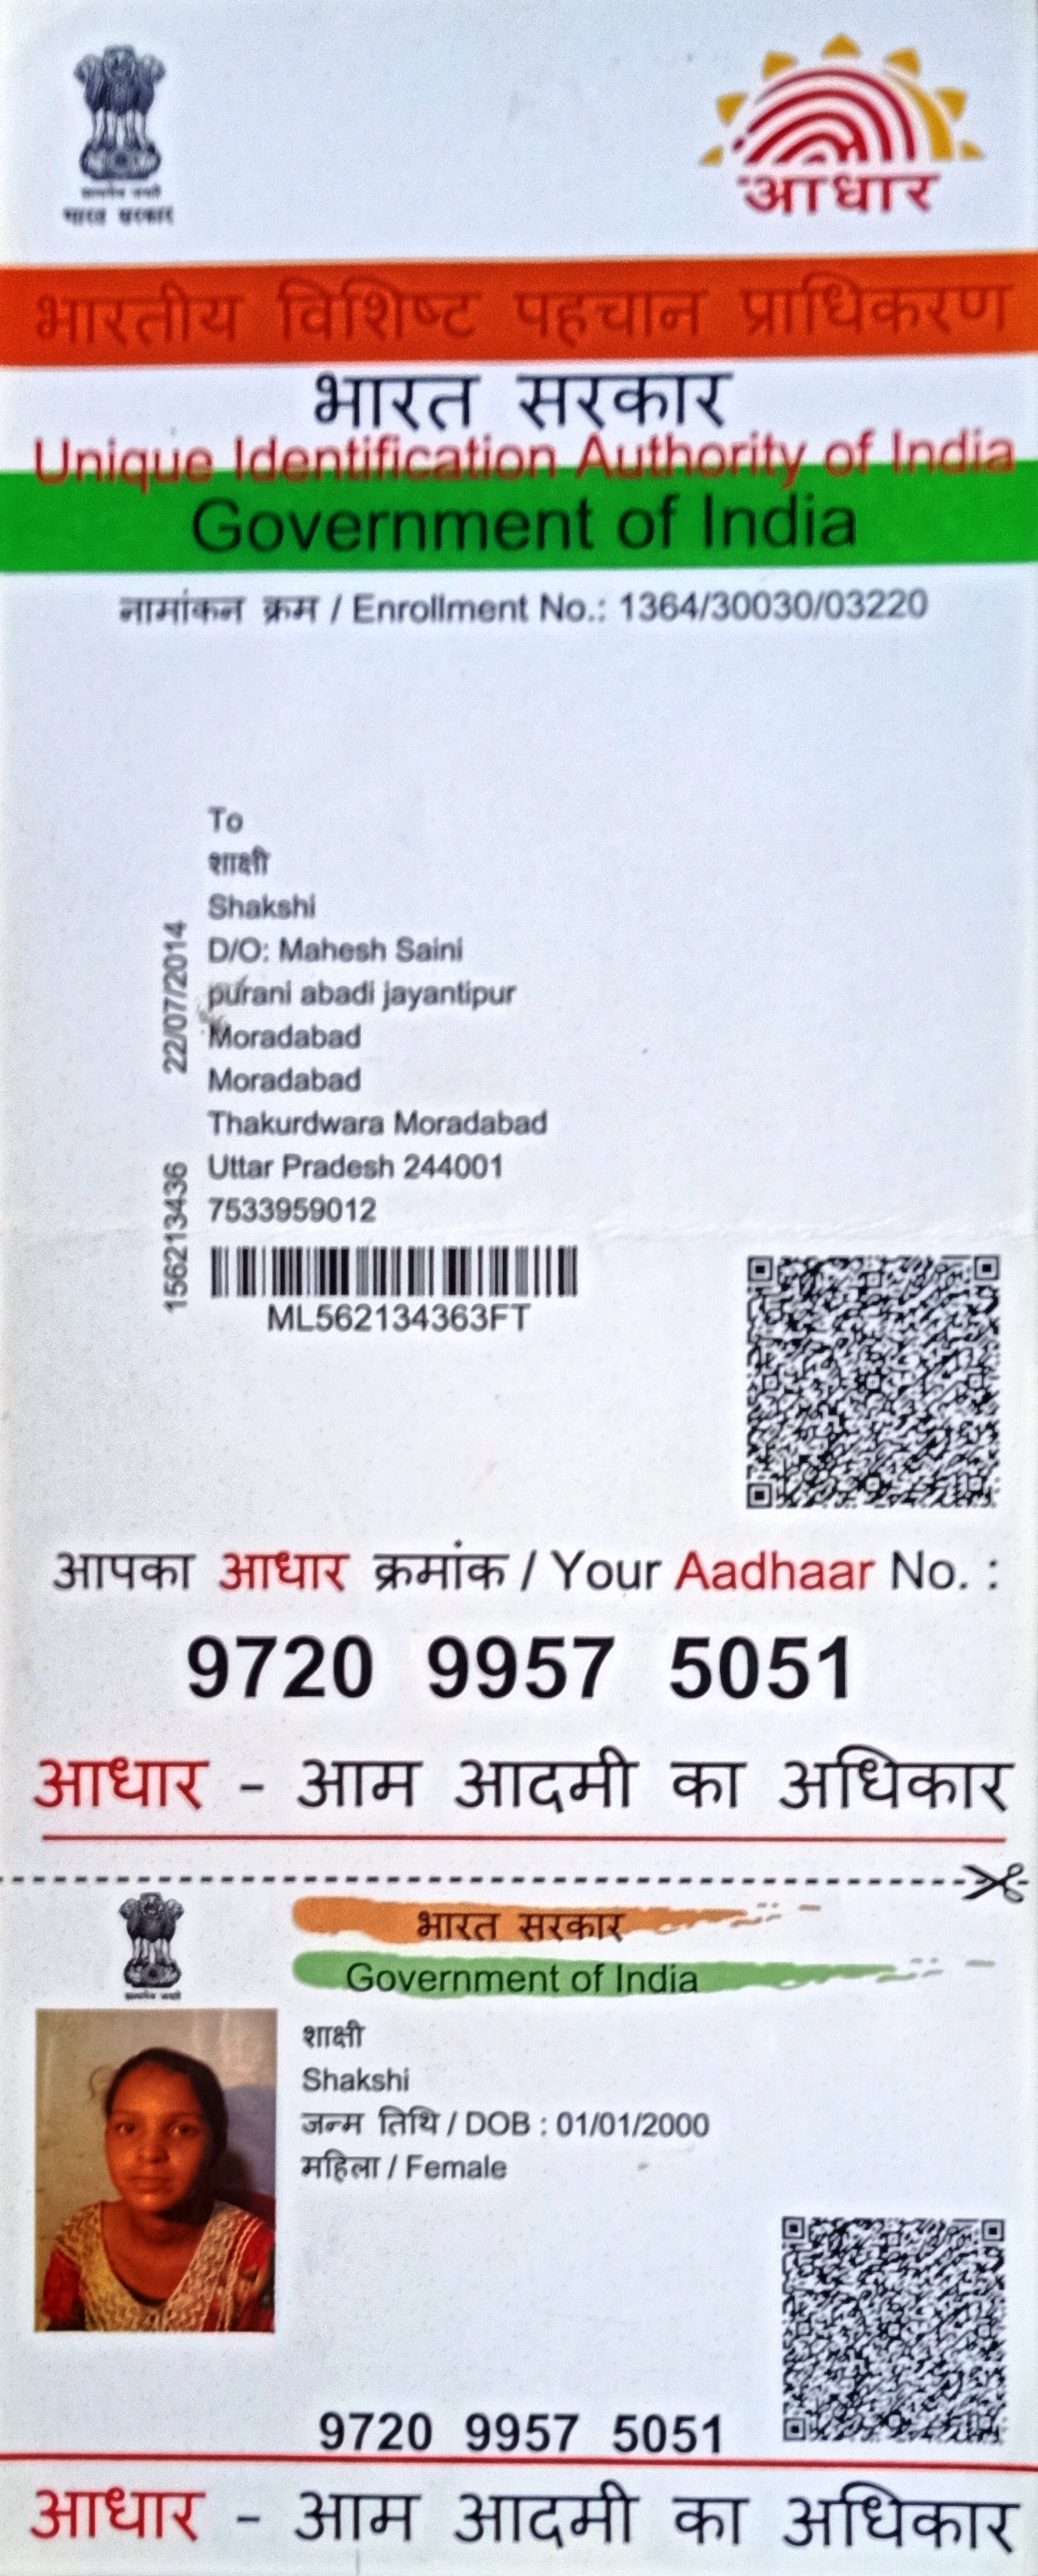 भारत सरकार
आधार
भारतीय विशिष्ट पहचान प्राधिकरण
भारत सरकार
Unique Identification Authority of India
Government of India
नामांकन क्रम / Enrollment No.: 1364/30030/03220
To
शाक्षी
Shakshi
D/O: Mahesh Saini
purani abadi jayantipur
Moradabad
Moradabad
Thakurdwara Moradabad
Uttar Pradesh 244001
7533959012
22/07/2014
156213436
ML562134363FT
आपका आधार क्रमांक / Your Aadhaar No. :
9720 9957 5051
आधार - आम आदमी का अधिकार
भारत सरकार
Government of India
शाक्षी
Shakshi
जन्म तिथि / DOB : 01/01/2000
महिला / Female
9720 9957 5051
आधार - आम आदमी का अधिकार